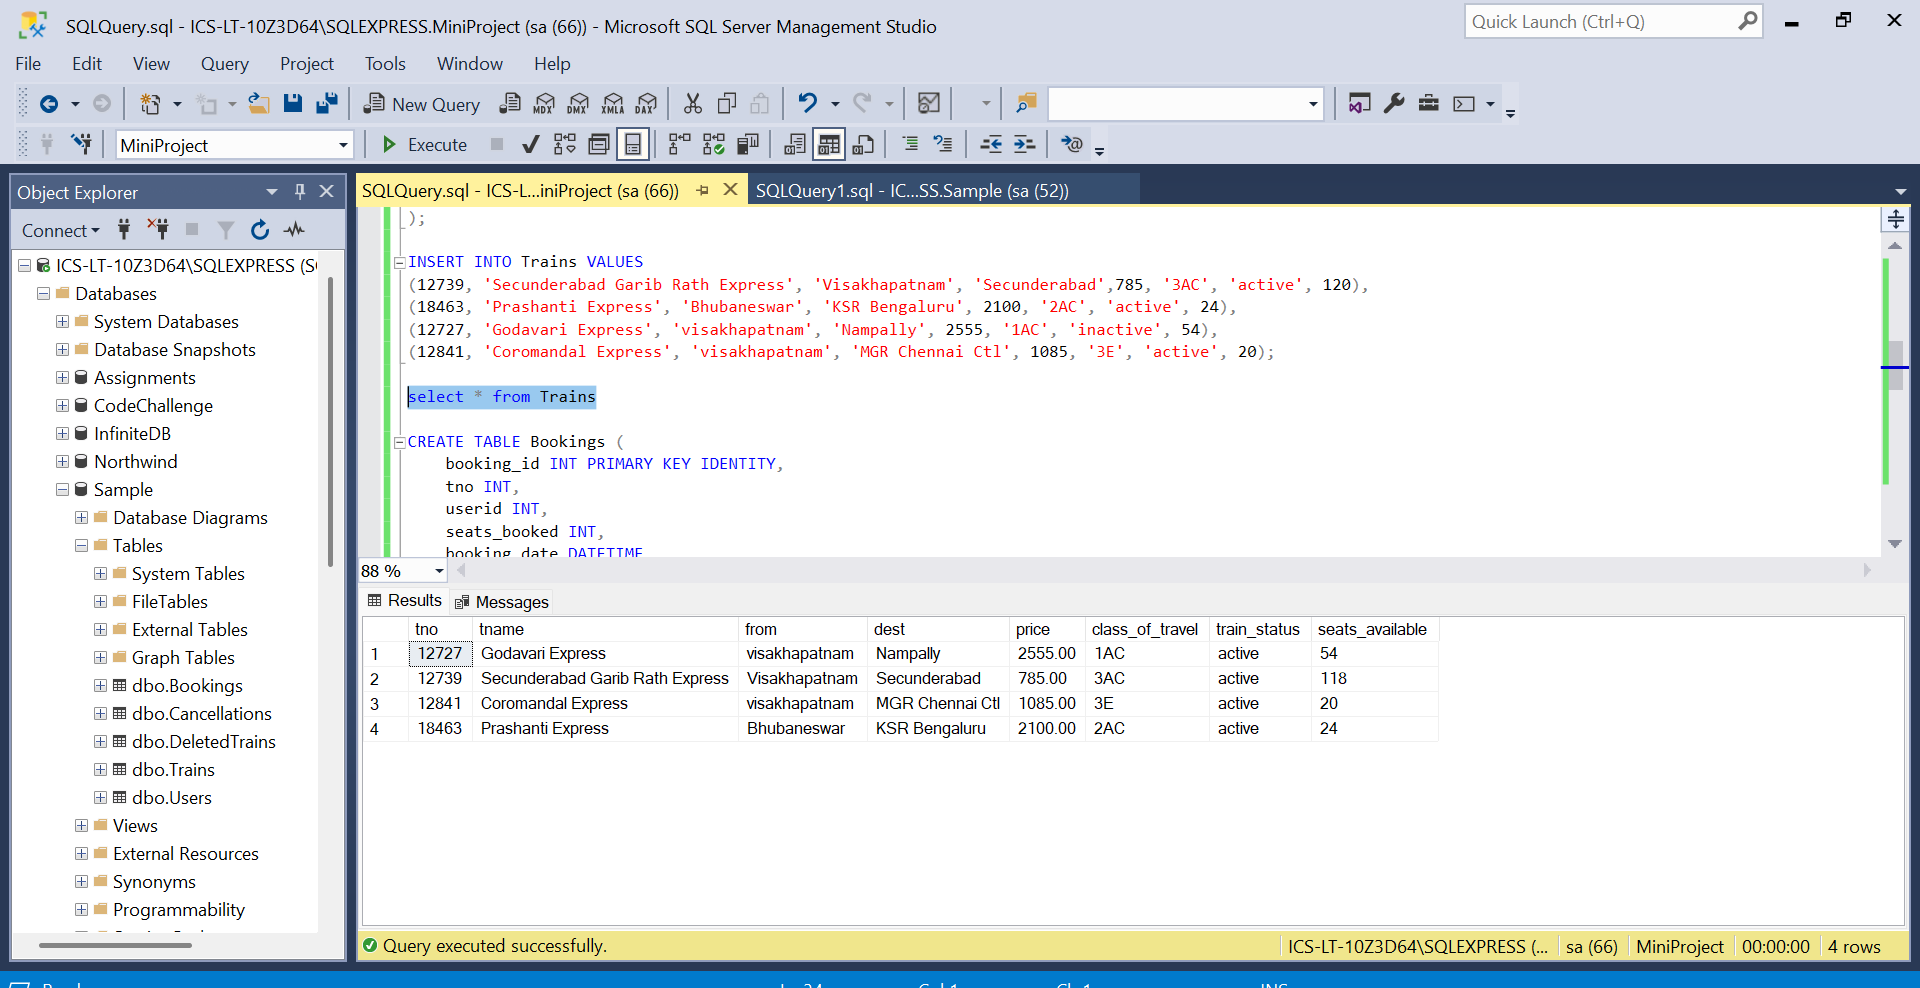 SQLQuery.sql - ICS-LT-10Z3D64\SQLEXPRESS.MiniProject (sa (66)) - Microsoft SQL Server Management Studio
Quick Launch (Ctrl+Q)
File Edit View Query Project Tools Window Help
New Query MDX DMX XMLA DAX
MiniProject Execute
Object Explorer
Connect
ICS-LT-10Z3D64\SQLEXPRESS (S
Databases
System Databases
Database Snapshots
Assignments
CodeChallenge
InfiniteDB
Northwind
Sample
Database Diagrams
Tables
System Tables
FileTables
External Tables
Graph Tables
dbo.Bookings
dbo.Cancellations
dbo.DeletedTrains
dbo.Trains
dbo.Users
Views
External Resources
Synonyms
Programmability
SQLQuery.sql - ICS-L...iniProject (sa (66)) SQLQuery1.sql - IC...SS.Sample (sa (52))
);
INSERT INTO Trains VALUES
(12739, 'Secunderabad Garib Rath Express', 'Visakhapatnam', 'Secunderabad',785, '3AC', 'active', 120),
(18463, 'Prashanti Express', 'Bhubaneswar', 'KSR Bengaluru', 2100, '2AC', 'active', 24),
(12727, 'Godavari Express', 'visakhapatnam', 'Nampally', 2555, '1AC', 'inactive', 54),
(12841, 'Coromandal Express', 'visakhapatnam', 'MGR Chennai Ctl', 1085, '3E', 'active', 20);
select * from Trains
CREATE TABLE Bookings (
booking_id INT PRIMARY KEY IDENTITY,
tno INT,
userid INT,
seats_booked INT,
booking_date DATETIME
88 %
Results Messages
tno tname from dest price class_of_travel train_status seats_available
1 12727 Godavari Express visakhapatnam Nampally 2555.00 1AC active 54
2 12739 Secunderabad Garib Rath Express Visakhapatnam Secunderabad 785.00 3AC active 118
3 12841 Coromandal Express visakhapatnam MGR Chennai Ctl 1085.00 3E active 20
4 18463 Prashanti Express Bhubaneswar KSR Bengaluru 2100.00 2AC active 24
Query executed successfully. ICS-LT-10Z3D64\SQLEXPRESS (... sa (66) MiniProject 00:00:00 4 rows